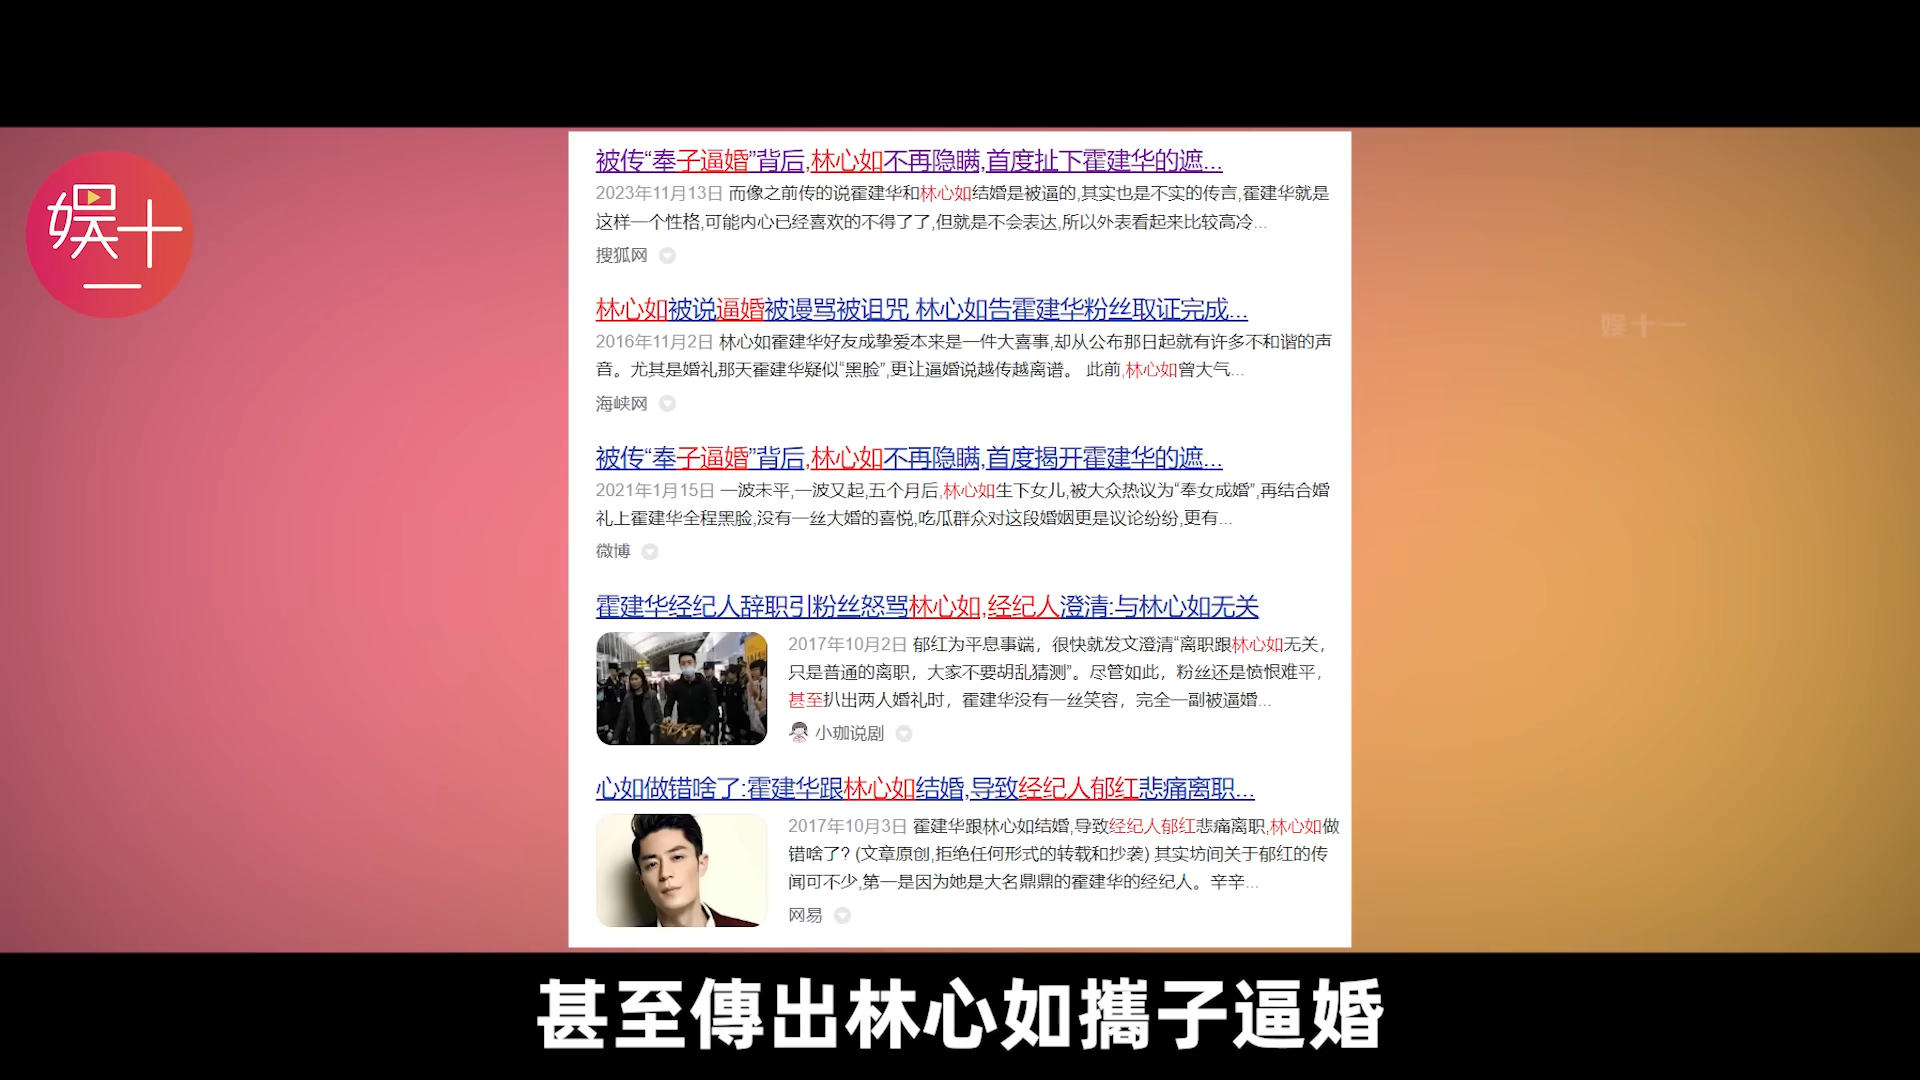 娱十一
被传“奉子逼婚”背后,林心如不再隐瞒,首度扯下霍建华的遮...
2023年11月13日 而像之前传的说霍建华和林心如结婚是被逼的,其实也是不实的传言,霍建华就是
这样一个性格,可能内心已经喜欢的不得了了,但就是不会表达,所以外表看起来比较高冷...
搜狐网
林心如被说逼婚被谩骂被诅咒 林心如告霍建华粉丝取证完成...
2016年11月2日 林心如霍建华好友成挚爱本来是一件大喜事,却从公布那日起就有许多不和谐的声
音。尤其是婚礼那天霍建华疑似“黑脸”,更让逼婚说越传越离谱。 此前,林心如曾大气...
海峡网
被传“奉子逼婚”背后,林心如不再隐瞒,首度揭开霍建华的遮...
2021年1月15日 一波未平,一波又起,五个月后,林心如生下女儿,被大众热议为“奉女成婚”,再结合婚
礼上霍建华全程黑脸,没有一丝大婚的喜悦,吃瓜群众对这段婚姻更是议论纷纷,更有...
微博
霍建华经纪人辞职引粉丝怒骂林心如,经纪人澄清:与林心如无关
2017年10月2日 郁红为平息事端，很快就发文澄清“离职跟林心如无关，
只是普通的离职，大家不要胡乱猜测”。尽管如此，粉丝还是愤恨难平，
甚至扒出两人婚礼时，霍建华没有一丝笑容，完全一副被逼婚...
小珈说剧
心如做错啥了:霍建华跟林心如结婚,导致经纪人郁红悲痛离职...
2017年10月3日 霍建华跟林心如结婚,导致经纪人郁红悲痛离职,林心如做
错啥了? (文章原创,拒绝任何形式的转载和抄袭) 其实坊间关于郁红的传
闻可不少,第一是因为她是大名鼎鼎的霍建华的经纪人。辛辛...
网易
娱十一
甚至傳出林心如攜子逼婚